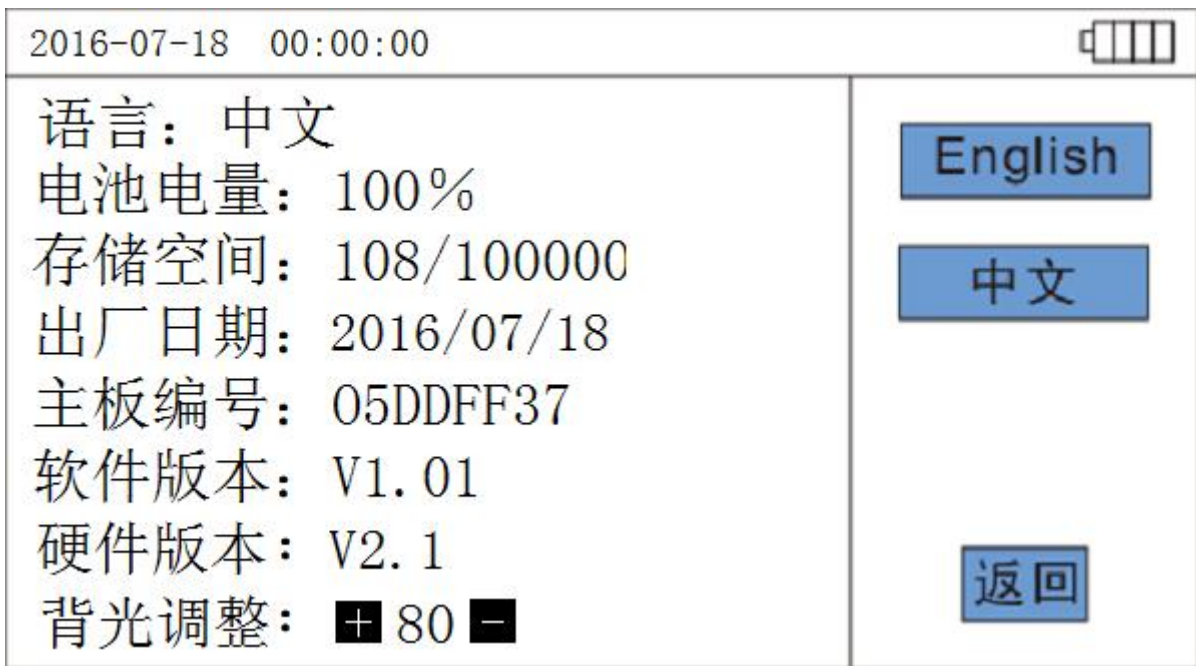 2016-07-18 00:00:00
语言：中文
电池电量：100%
存储空间：108/100000
出厂日期：2016/07/18
主板编号：05DDFF37
软件版本：V1.01
硬件版本：V2.1
背光调整：+ 80 -
English
中文
返回